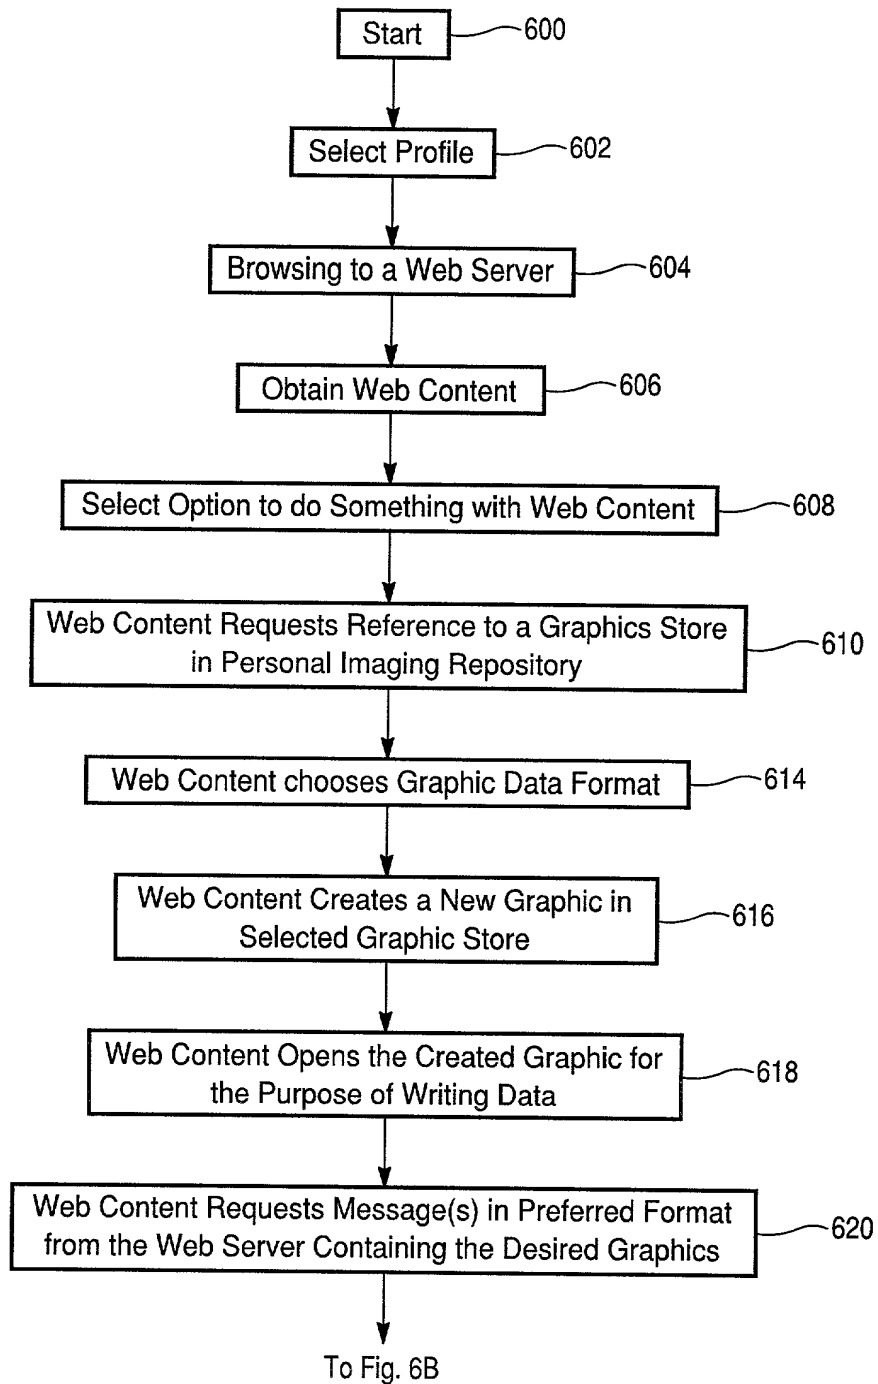 Start
600
Select Profile
602
Browsing to a Web Server
604
Obtain Web Content
606
Select Option to do Something with Web Content
608
Web Content Requests Reference to a Graphics Store
in Personal Imaging Repository
610
Web Content chooses Graphic Data Format
614
Web Content Creates a New Graphic in
Selected Graphic Store
616
Web Content Opens the Created Graphic for
the Purpose of Writing Data
618
Web Content Requests Message(s) in Preferred Format
from the Web Server Containing the Desired Graphics
620
To Fig. 6B